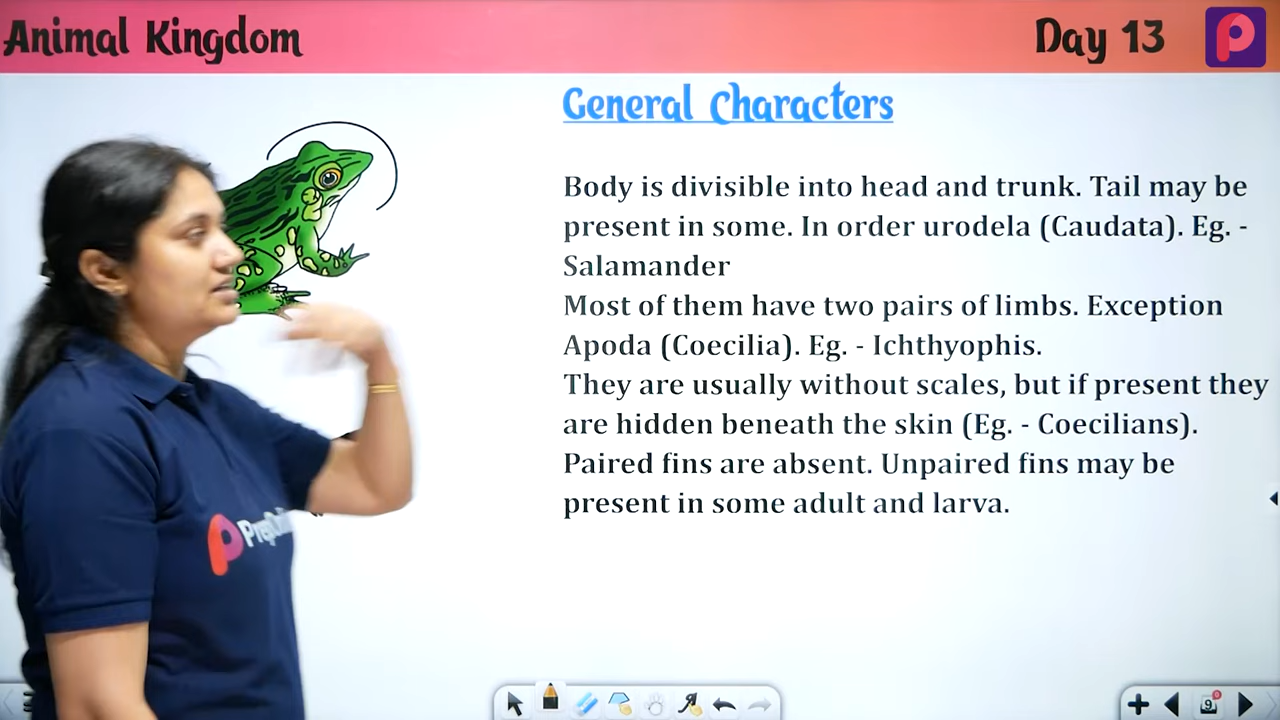 Animal Kingdom
Day 13
General Characters
Body is divisible into head and trunk. Tail may be
present in some. In order urodela (Caudata). Eg. -
Salamander
Most of them have two pairs of limbs. Exception
Apoda (Coecilia). Eg. - Ichthyophis.
They are usually without scales, but if present they
are hidden beneath the skin (Eg. - Coecilians).
Paired fins are absent. Unpaired fins may be
present in some adult and larva.
9